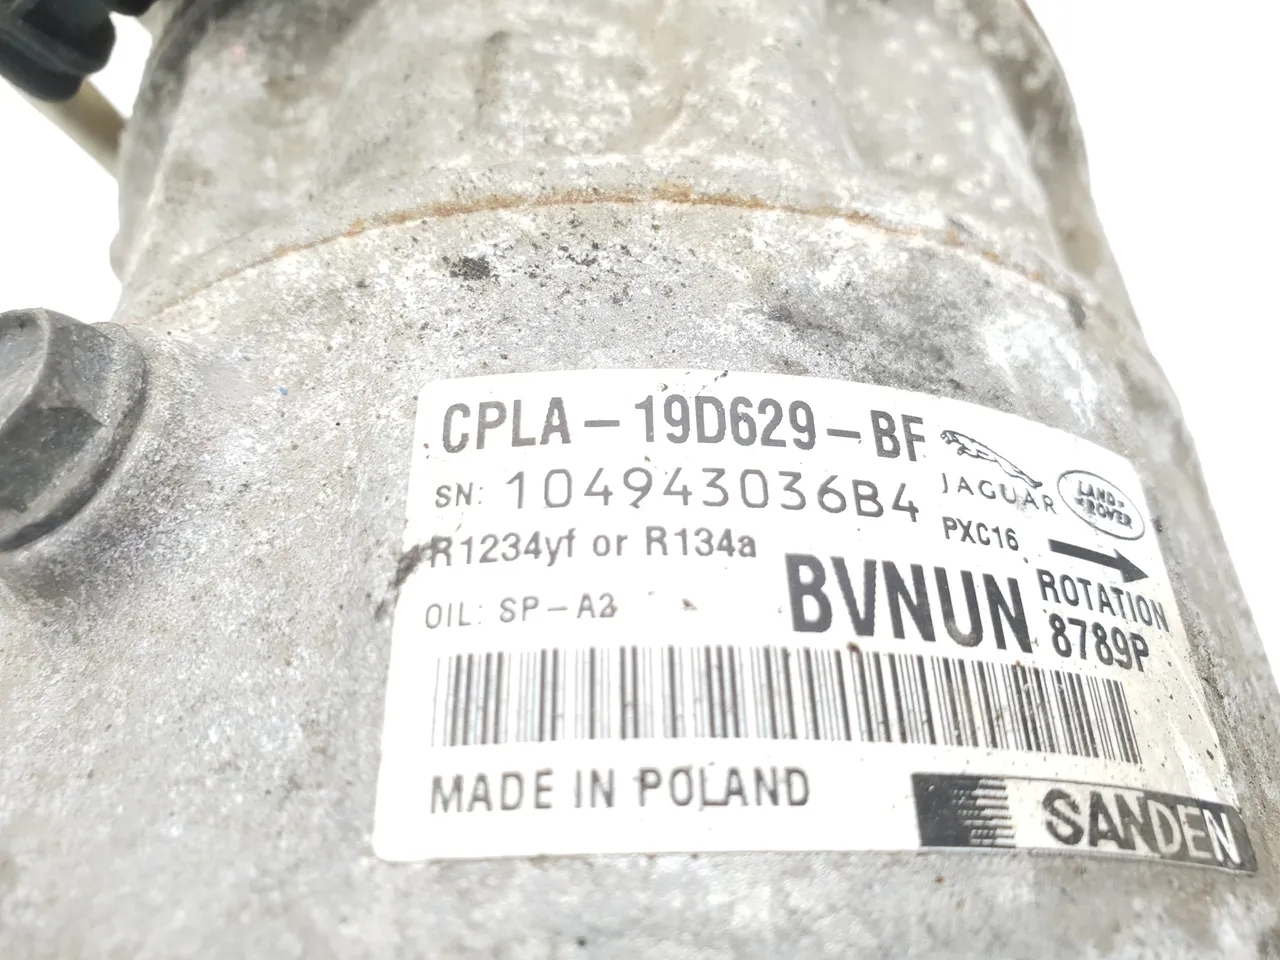 CPLA-19D629-BF
JAGUAR
LAND ROVER
SN: 104943036B4
PXC16
R1234yf or R134a
ROTATION
OIL: SP-A2
BVNUN
8789P
MADE IN POLAND
SANDEN